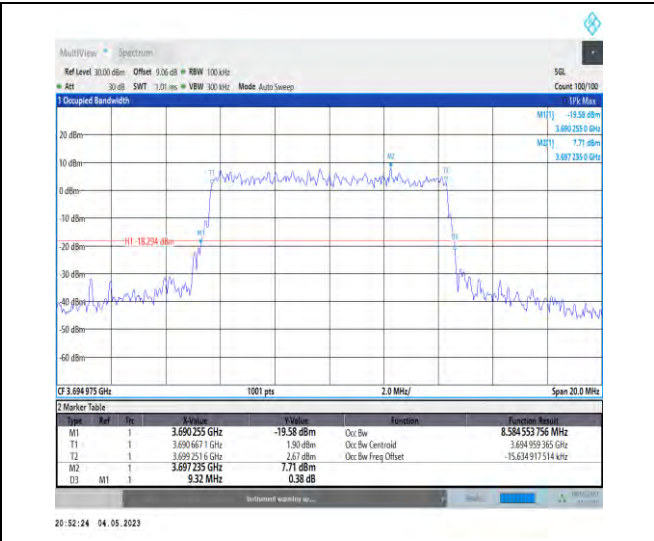 MultiView Spectrum
Ref Level 30.00 dBm Offset 9.06 dB RBW 100 kHz SGL
Att 30 dB SWT 1.01 ms VBW 300 kHz Mode Auto Sweep Count 100/100
1 Occupied Bandwidth 1Pk Max
M1[1] -19.58 dBm
3.690 255 0 GHz
20 dBm
M2[1] 7.71 dBm
3.697 235 0 GHz
M2
10 dBm
T1 T2
0 dBm
-10 dBm
M1 D3
H1 -18.294 dBm
-20 dBm
-30 dBm
-40 dBm
-50 dBm
-60 dBm
CF 3.694 975 GHz 1001 pts 2.0 MHz/ Span 20.0 MHz
2 Marker Table
Type Ref Trc X-Value Y-Value Function Function Result
M1 1 3.690 255 GHz -19.58 dBm Occ Bw 8.584 553 756 MHz
T1 1 3.690 667 1 GHz 1.90 dBm Occ Bw Centroid 3.694 959 365 GHz
T2 1 3.699 251 6 GHz 2.67 dBm Occ Bw Freq Offset -15.634 917 514 kHz
M2 1 3.697 235 GHz 7.71 dBm
D3 M1 1 9.32 MHz 0.38 dB
Instrument warming up...
20:52:24 04.05.2023